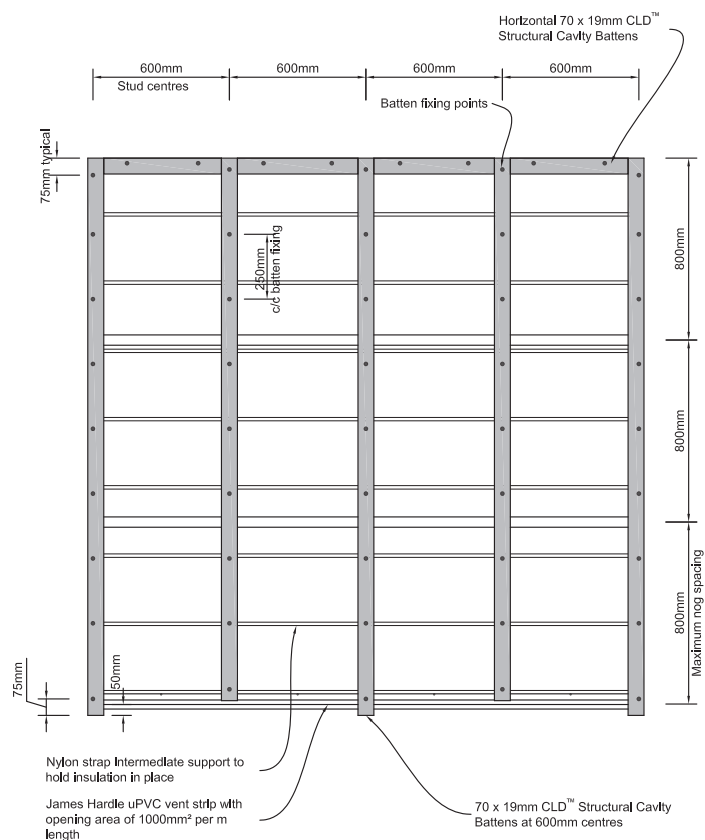 Horizontal 70 x 19mm CLD™
Structural Cavity Battens
600mm
600mm
600mm
600mm
Stud centres
Batten fixing points
75mm typical
250mm
c/c batten fixing
800mm
800mm
800mm
Maximum nog spacing
75mm
50mm
Nylon strap intermediate support to
hold insulation in place
James Hardie uPVC vent strip with
opening area of 1000mm² per m
length
70 x 19mm CLD™ Structural Cavity
Battens at 600mm centres